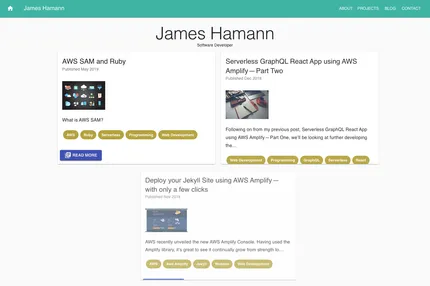 James Hamann
ABOUT PROJECTS BLOG CONTACT
James Hamann
Software Developer
AWS SAM and Ruby
Published May 2019
What is AWS SAM?
AWS Ruby Serverless Programming Web Development
READ MORE
Serverless GraphQL React App using AWS
Amplify — Part Two
Published Dec 2018
Following on from my previous post, Serverless GraphQL React App
using AWS Amplify — Part One, we'll be looking at further developing
the...
Web Development Programming GraphQL Serverless React
Deploy your Jekyll Site using AWS Amplify —
with only a few clicks
Published Nov 2018
AWS recently unveiled the new AWS Amplify Console. Having used the
Amplify library, it's great to see it continually grow from strength to...
AWS Aws Amplify Jekyll Web Development